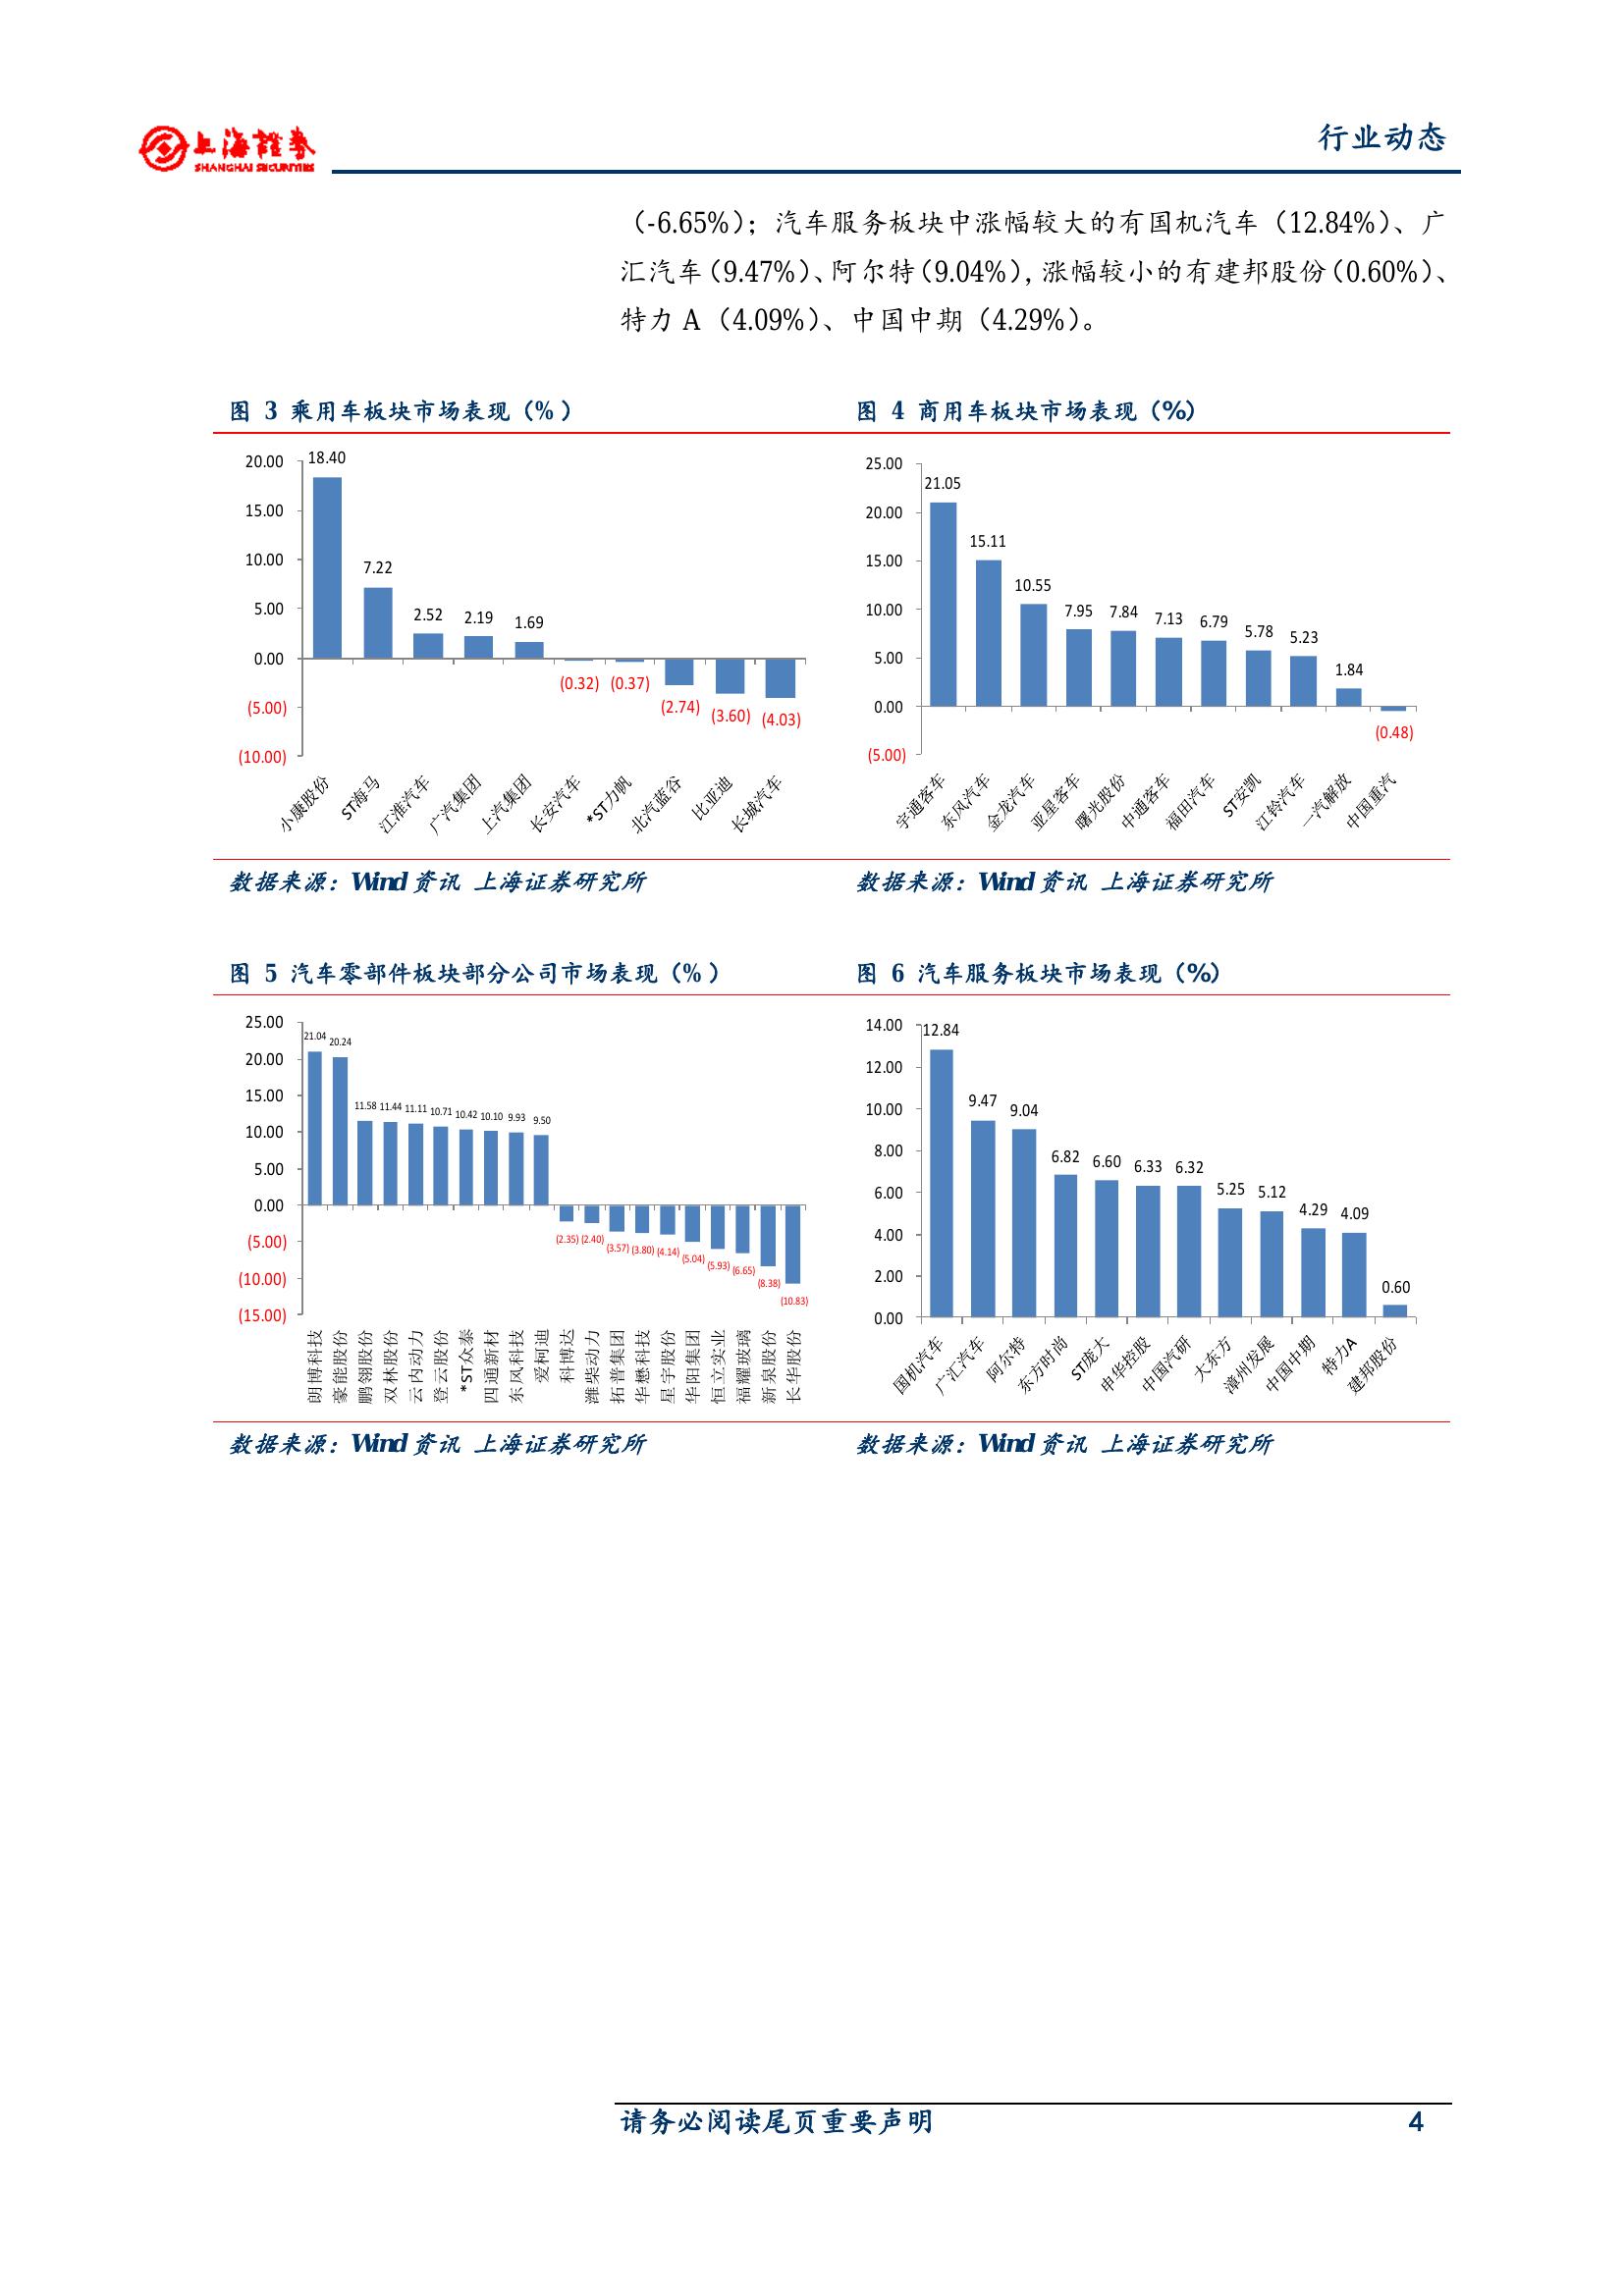 上海證券
SHANGHAI SECURITIES
行业动态
（-6.65%）；汽车服务板块中涨幅较大的有国机汽车（12.84%）、广
汇汽车（9.47%）、阿尔特（9.04%），涨幅较小的有建邦股份（0.60%）、
特力 A（4.09%）、中国中期（4.29%）。
图 3 乘用车板块市场表现（%）
20.00
15.00
10.00
5.00
0.00
(5.00)
(10.00)
18.40
7.22
2.52
2.19
1.69
(0.32)
(0.37)
(2.74)
(3.60)
(4.03)
小康股份
ST海马
江淮汽车
广汽集团
上汽集团
长安汽车
*ST力帆
北汽蓝谷
比亚迪
长城汽车
数据来源：Wind 资讯 上海证券研究所
图 4 商用车板块市场表现（%）
25.00
20.00
15.00
10.00
5.00
0.00
(5.00)
21.05
15.11
10.55
7.95
7.84
7.13
6.79
5.78
5.23
1.84
(0.48)
宇通客车
东风汽车
金龙汽车
亚星客车
曙光股份
中通客车
福田汽车
ST安凯
江铃汽车
一汽解放
中国重汽
数据来源：Wind 资讯 上海证券研究所
图 5 汽车零部件板块部分公司市场表现（%）
25.00
20.00
15.00
10.00
5.00
0.00
(5.00)
(10.00)
(15.00)
21.04
20.24
11.58
11.44
11.11
10.71
10.42
10.10
9.93
9.50
(2.35)
(2.40)
(3.57)
(3.80)
(4.14)
(5.04)
(5.93)
(6.65)
(8.38)
(10.83)
朗博科技
豪能股份
鹏翎股份
双林股份
云内动力
登云股份
*ST众泰
四通新材
东风科技
爱柯迪
科博达
潍柴动力
拓普集团
华懋科技
星宇股份
华阳集团
恒立实业
福耀玻璃
新泉股份
长华股份
数据来源：Wind 资讯 上海证券研究所
图 6 汽车服务板块市场表现（%）
14.00
12.00
10.00
8.00
6.00
4.00
2.00
0.00
12.84
9.47
9.04
6.82
6.60
6.33
6.32
5.25
5.12
4.29
4.09
0.60
国机汽车
广汇汽车
阿尔特
东方时尚
ST庞大
申华控股
中国汽研
大东方
漳州发展
中国中期
特力A
建邦股份
数据来源：Wind 资讯 上海证券研究所
请务必阅读尾页重要声明
4